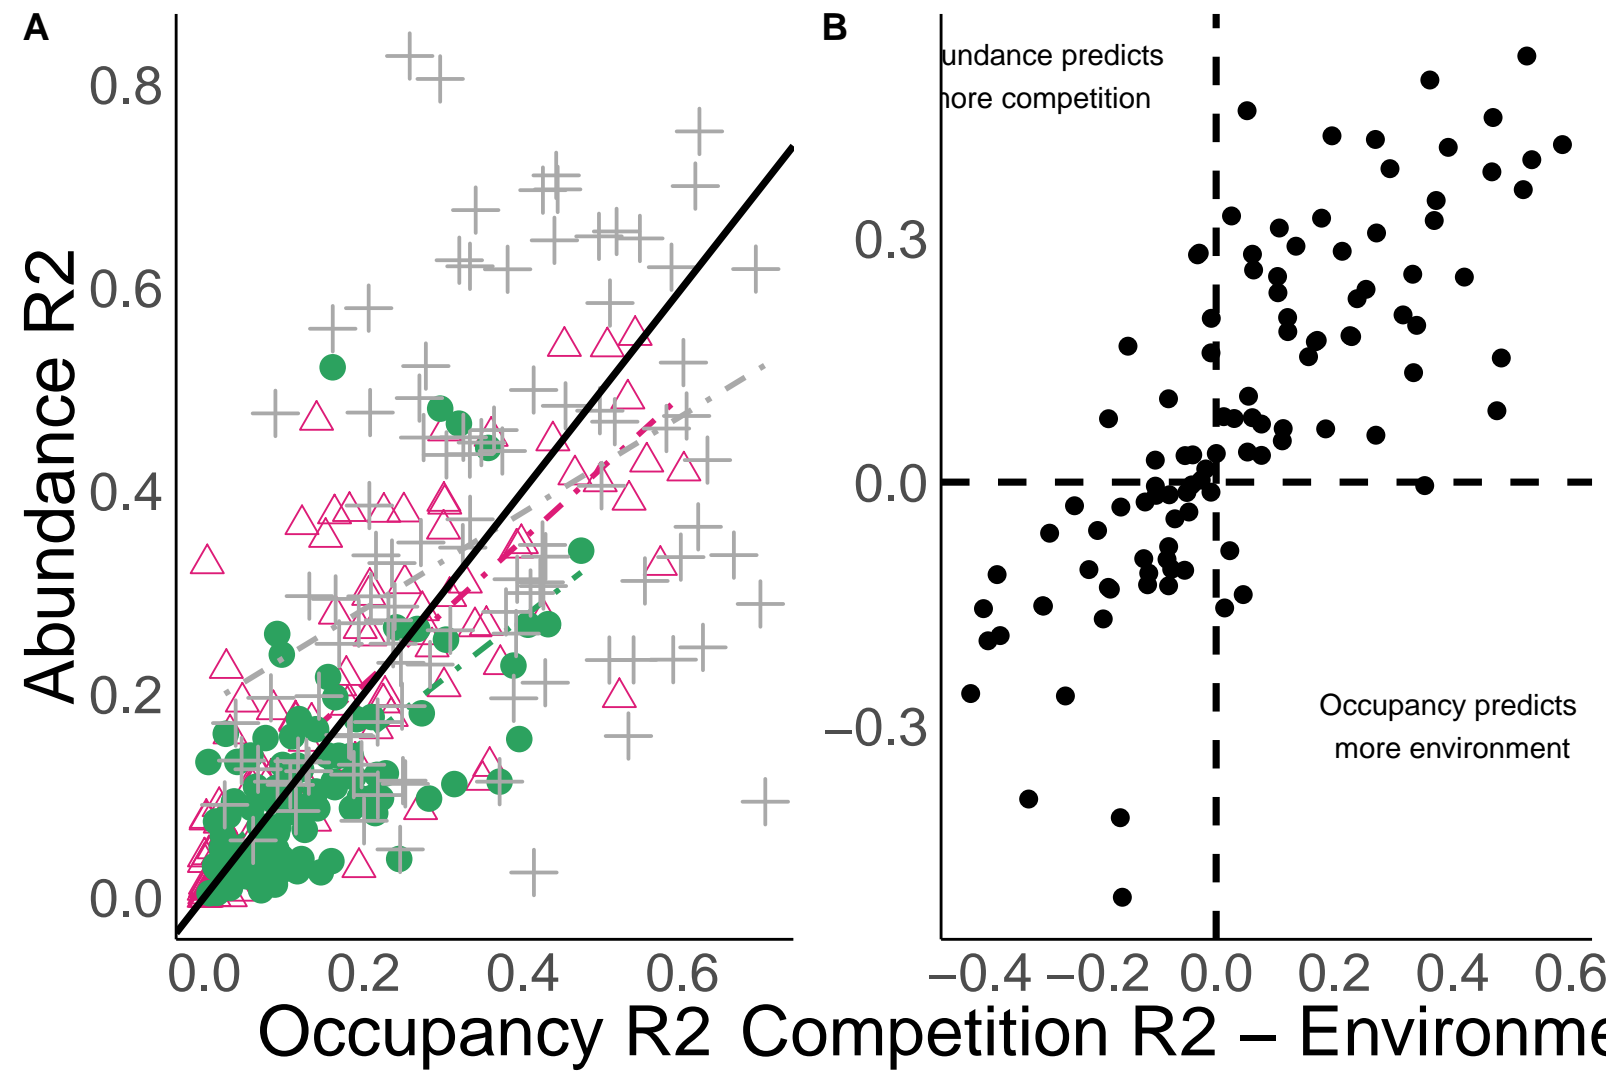 A
B
0.8
0.6
0.4
0.2
0.0
Abundance R2
0.0 0.2 0.4 0.6
Occupancy R2
undance predicts
ore competition
0.3
0.0
−0.3
Occupancy predicts
more environment
−0.4 −0.2 0.0 0.2 0.4 0.6
Competition R2 − Environme